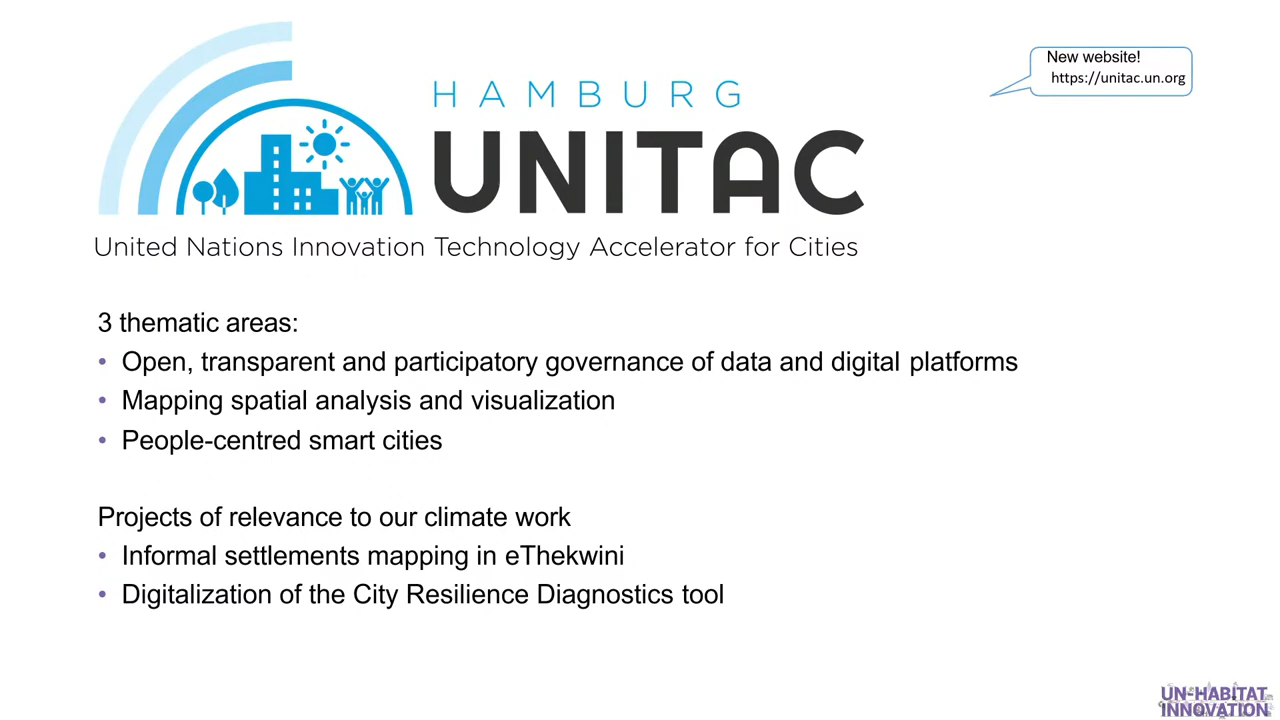 HAMBURG
UNITAC
United Nations Innovation Technology Accelerator for Cities
New website!
https://unitac.un.org
3 thematic areas:
• Open, transparent and participatory governance of data and digital platforms
• Mapping spatial analysis and visualization
• People-centred smart cities
Projects of relevance to our climate work
• Informal settlements mapping in eThekwini
• Digitalization of the City Resilience Diagnostics tool
UN-HABITAT
INNOVATION